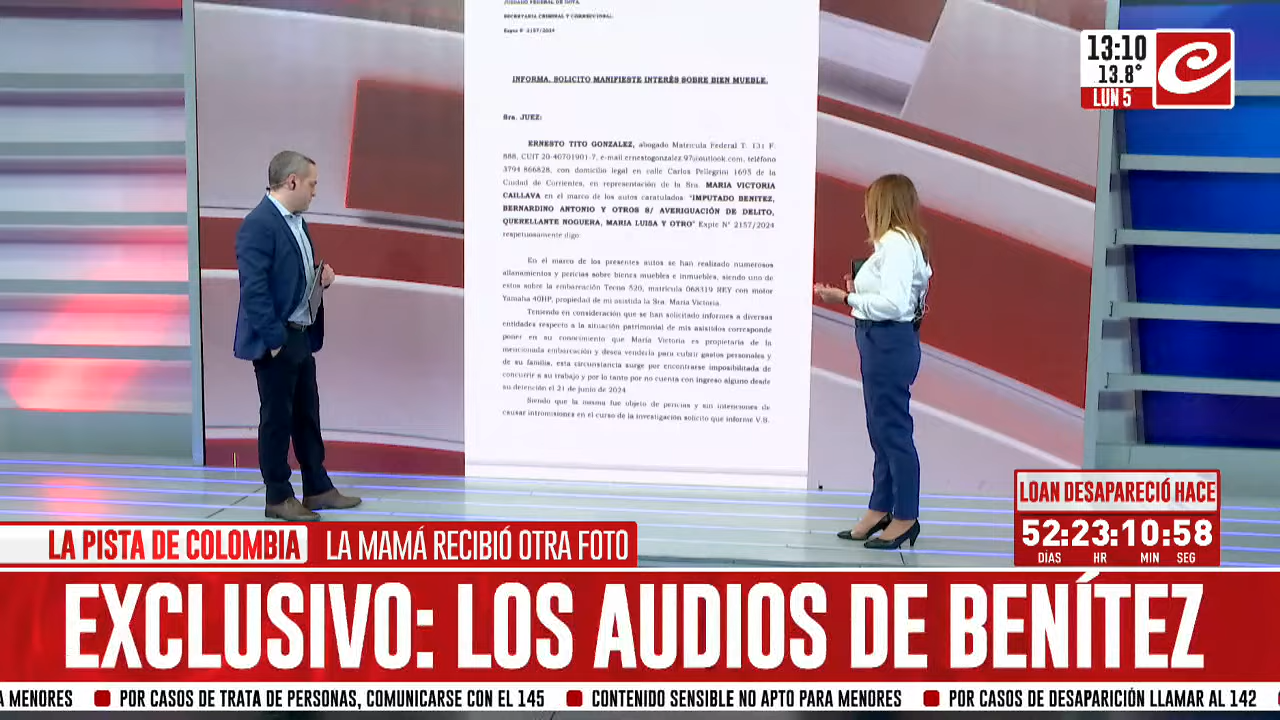 JUZGADO FEDERAL DE GOYA
SECRETARIA CRIMINAL Y CORRECCIONAL
Expte N° 2157/2024
INFORMA. SOLICITO MANIFIESTE INTERÉS SOBRE BIEN MUEBLE.
Sra. JUEZ:
ERNESTO TITO GONZALEZ, abogado Matricula Federal T. 131 F.
888, CUIT 20-40701901-7, e-mail ernestogonzalez.97@outlook.com, teléfono
3794-866828, con domicilio legal en calle Carlos Pellegrini 1695 de la
Ciudad de Corrientes, en representación de la Sra. MARIA VICTORIA
CAILLAVA en el marco de los autos caratulados "IMPUTADO BENITEZ,
BERNARDINO ANTONIO Y OTROS S/ AVERIGUACIÓN DE DELITO,
QUERELLANTE NOGUERA, MARIA LUISA Y OTRO" Expte N° 2157/2024
respetuosamente digo:
En el marco de los presentes autos se han realizado numerosos
allanamientos y pericias sobre bienes muebles e inmuebles, siendo uno de
estos sobre la embarcación Tecno 520, matricula 068319 REY con motor
Yamaha 40HP, propiedad de mi asistida la Sra. Maria Victoria.
Teniendo en consideración que se han solicitado informes a diversas
entidades respecto a la situación patrimonial de mis asistidos corresponde
poner en su conocimiento que María Victoria es propietaria de la
mencionada embarcación y desea venderla para cubrir gastos personales y
de su familia, esta circunstancia surge por encontrarse imposibilitada de
concurrir a su trabajo y por lo tanto por no cuenta con ingreso alguno desde
su detención el 21 de junio de 2024.
Siendo que la misma fue objeto de pericias y sin intenciones de
causar intromisiones en el curso de la investigación solicito que informe V.S.
13:10
13.8°
LUN 5
LOAN DESAPARECIÓ HACE
52:23:10:58
DÍAS HR MIN SEG
LA PISTA DE COLOMBIA LA MAMÁ RECIBIÓ OTRA FOTO
EXCLUSIVO: LOS AUDIOS DE BENÍTEZ
A MENORES POR CASOS DE TRATA DE PERSONAS, COMUNICARSE CON EL 145 CONTENIDO SENSIBLE NO APTO PARA MENORES POR CASOS DE DESAPARICIÓN LLAMAR AL 142